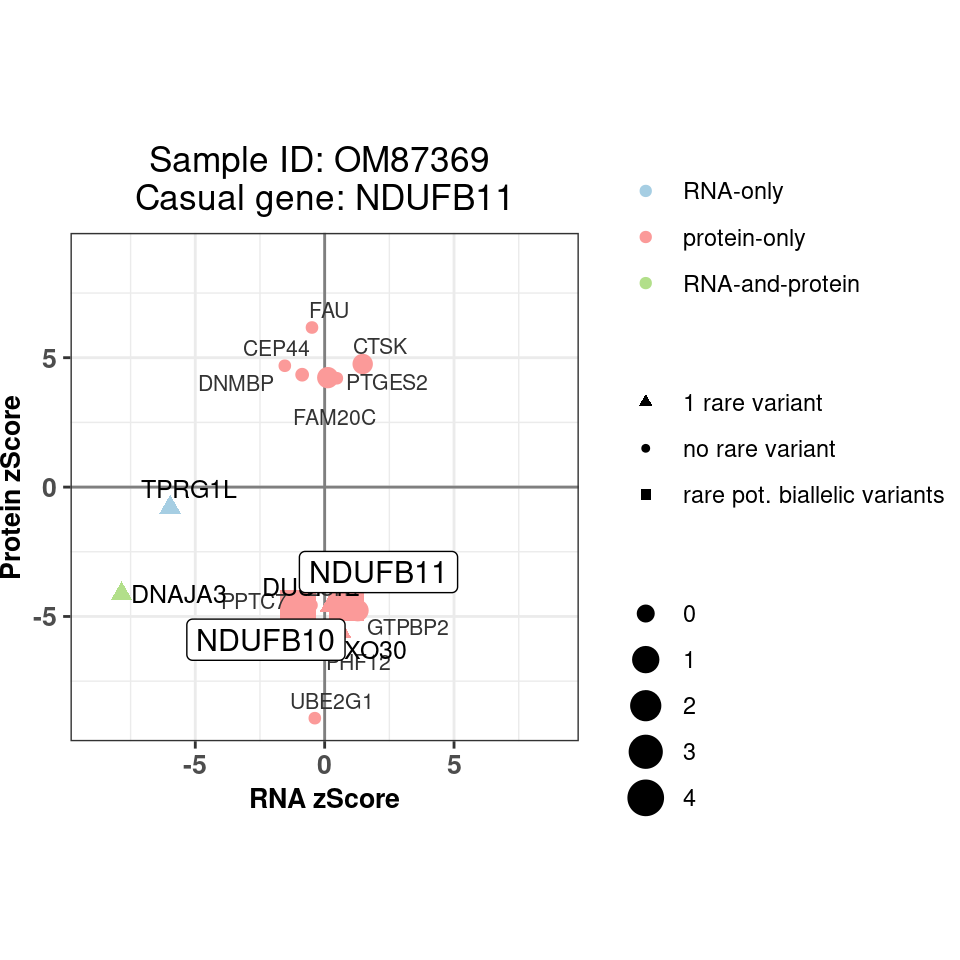 Sample ID: OM87369
Casual gene: NDUFB11
RNA-only
protein-only
RNA-and-protein
1 rare variant
no rare variant
rare pot. biallelic variants
0
1
2
3
4
Protein zScore
5
0
-5
FAU
CEP44
CTSK
DNMBP
PTGES2
FAM20C
TPRG1L
NDUFB11
DNAJA3
PPTC7
GTPBP2
NDUFB10
XO30
PHF12
UBE2G1
-5
0
5
RNA zScore